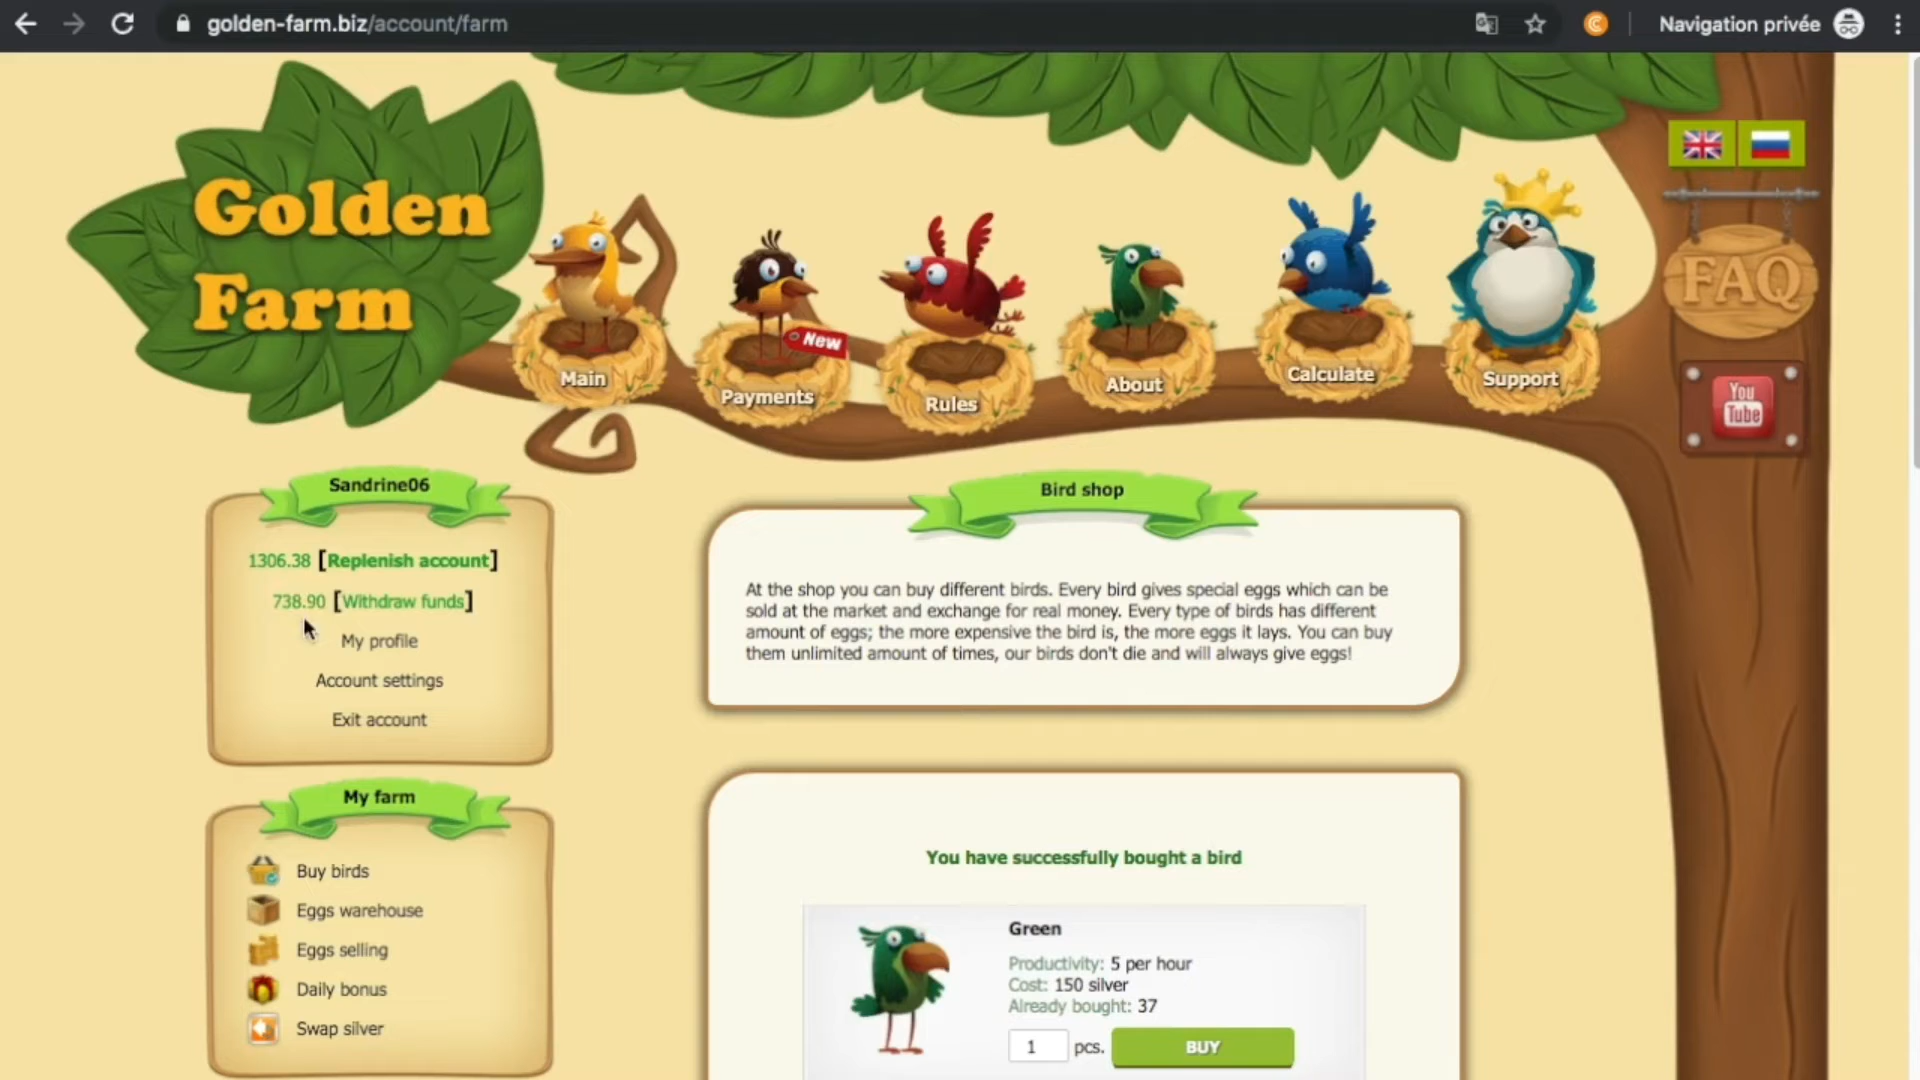 golden-farm.biz/account/farm
Navigation privée
Golden
Farm
Main
Payments
New
Rules
About
Calculate
Support
FAQ
You
Tube
Sandrine06
1306.38 [Replenish account]
738.90 [Withdraw funds]
My profile
Account settings
Exit account
My farm
Buy birds
Eggs warehouse
Eggs selling
Daily bonus
Swap silver
Bird shop
At the shop you can buy different birds. Every bird gives special eggs which can be
sold at the market and exchange for real money. Every type of birds has different
amount of eggs; the more expensive the bird is, the more eggs it lays. You can buy
them unlimited amount of times, our birds don't die and will always give eggs!
You have successfully bought a bird
Green
Productivity: 5 per hour
Cost: 150 silver
Already bought: 37
1 pcs. BUY